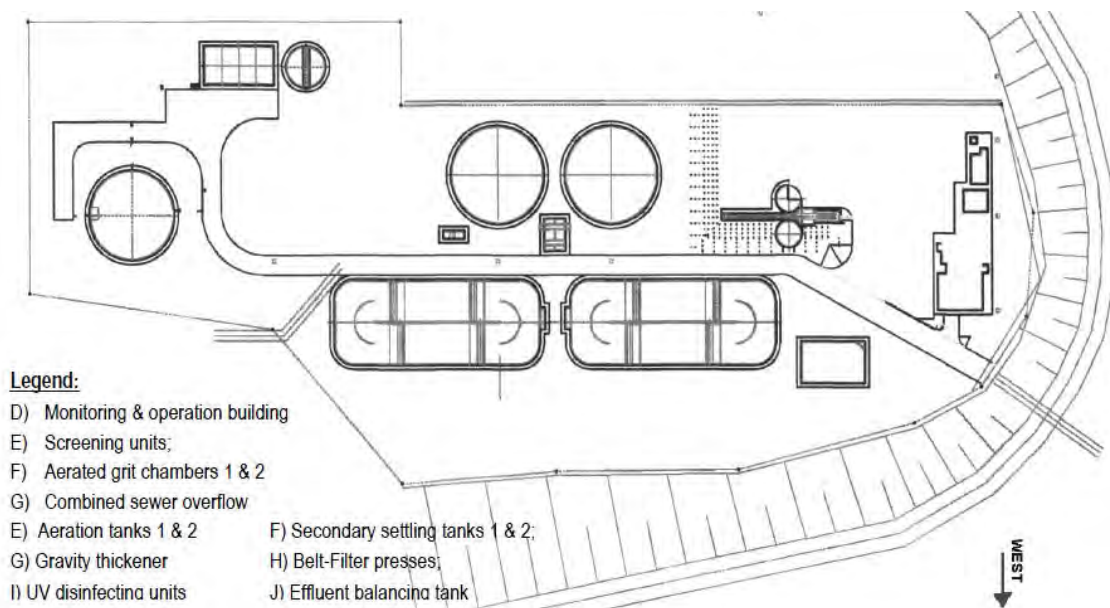 Legend:
D) Monitoring & operation building
E) Screening units;
F) Aerated grit chambers 1 & 2
G) Combined sewer overflow
E) Aeration tanks 1 & 2 F) Secondary settling tanks 1 & 2;
G) Gravity thickener H) Belt-Filter presses;
I) UV disinfecting units J) Effluent balancing tank
WEST